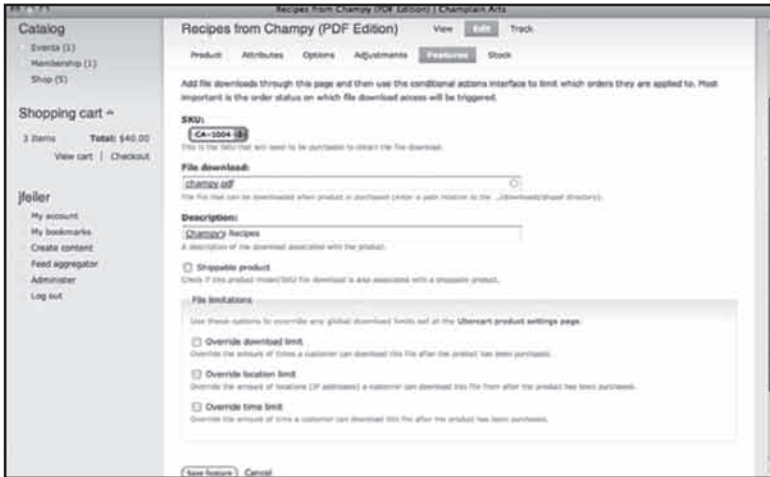 Recipes from Champy (PDF Edition) | Champlain Arts
Catalog
Events (1)
Membership (1)
Shop (5)
Shopping cart
3 items Total: $40.00
View cart | Checkout
jfeiler
My account
My bookmarks
Create content
Feed aggregator
Administer
Log out
Recipes from Champy (PDF Edition) View Edit Track
Product Attributes Options Adjustments Features Stock
Add file downloads through this page and then use the conditional actions interface to limit which orders they are applied to. Most
important is the order status on which file download access will be triggered.
SKU:
CA-1004
This is the SKU that will need to be purchased to obtain the file download.
File download:
champy.pdf
The file that can be downloaded when product is purchased (enter a path relative to the directory).
Description:
Champy's Recipes
A description of the download associated with the product.
Shippable product
Check if this product model/SKU file download is also associated with a shippable product.
File limitations
Use these options to override any global download limits set at the Ubercart product settings page.
Override download limit
Override the amount of times a customer can download this file after the product has been purchased.
Override location limit
Override the amount of locations (IP addresses) a customer can download this file from after the product has been purchased.
Override time limit
Override the amount of time a customer can download this file after the product has been purchased.
Save feature Cancel